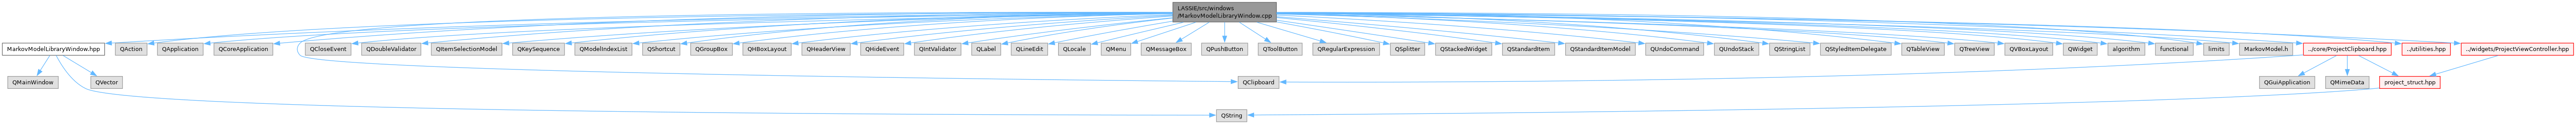 LASSIE/src/windows
/MarkovModelLibraryWindow.cpp
MarkovModelLibraryWindow.hpp
QAction
QApplication
QCoreApplication
QCloseEvent
QDoubleValidator
QItemSelectionModel
QKeySequence
QModelIndexList
QShortcut
QGroupBox
QHBoxLayout
QHeaderView
QHideEvent
QIntValidator
QLabel
QLineEdit
QLocale
QMenu
QMessageBox
QPushButton
QToolButton
QRegularExpression
QSplitter
QStackedWidget
QStandardItem
QStandardItemModel
QUndoCommand
QUndoStack
QStringList
QStyledItemDelegate
QTableView
QTreeView
QVBoxLayout
QWidget
algorithm
functional
limits
MarkovModel.h
../core/ProjectClipboard.hpp
../utilities.hpp
../widgets/ProjectViewController.hpp
QMainWindow
QVector
QClipboard
QGuiApplication
QMimeData
project_struct.hpp
QString